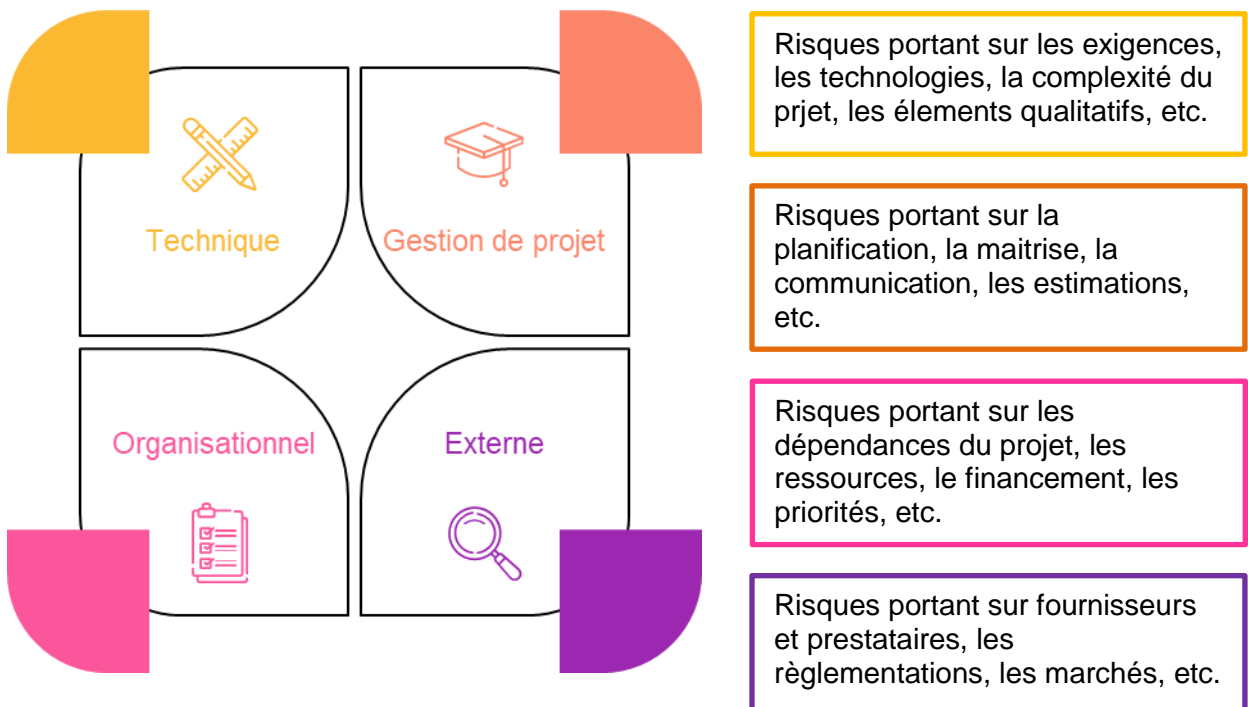 Technique
Gestion de projet
Organisationnel
Externe
Risques portant sur les exigences,
les technologies, la complexité du
prjet, les élements qualitatifs, etc.
Risques portant sur la
planification, la maitrise, la
communication, les estimations,
etc.
Risques portant sur les
dépendances du projet, les
ressources, le financement, les
priorités, etc.
Risques portant sur fournisseurs
et prestataires, les
règlementations, les marchés, etc.